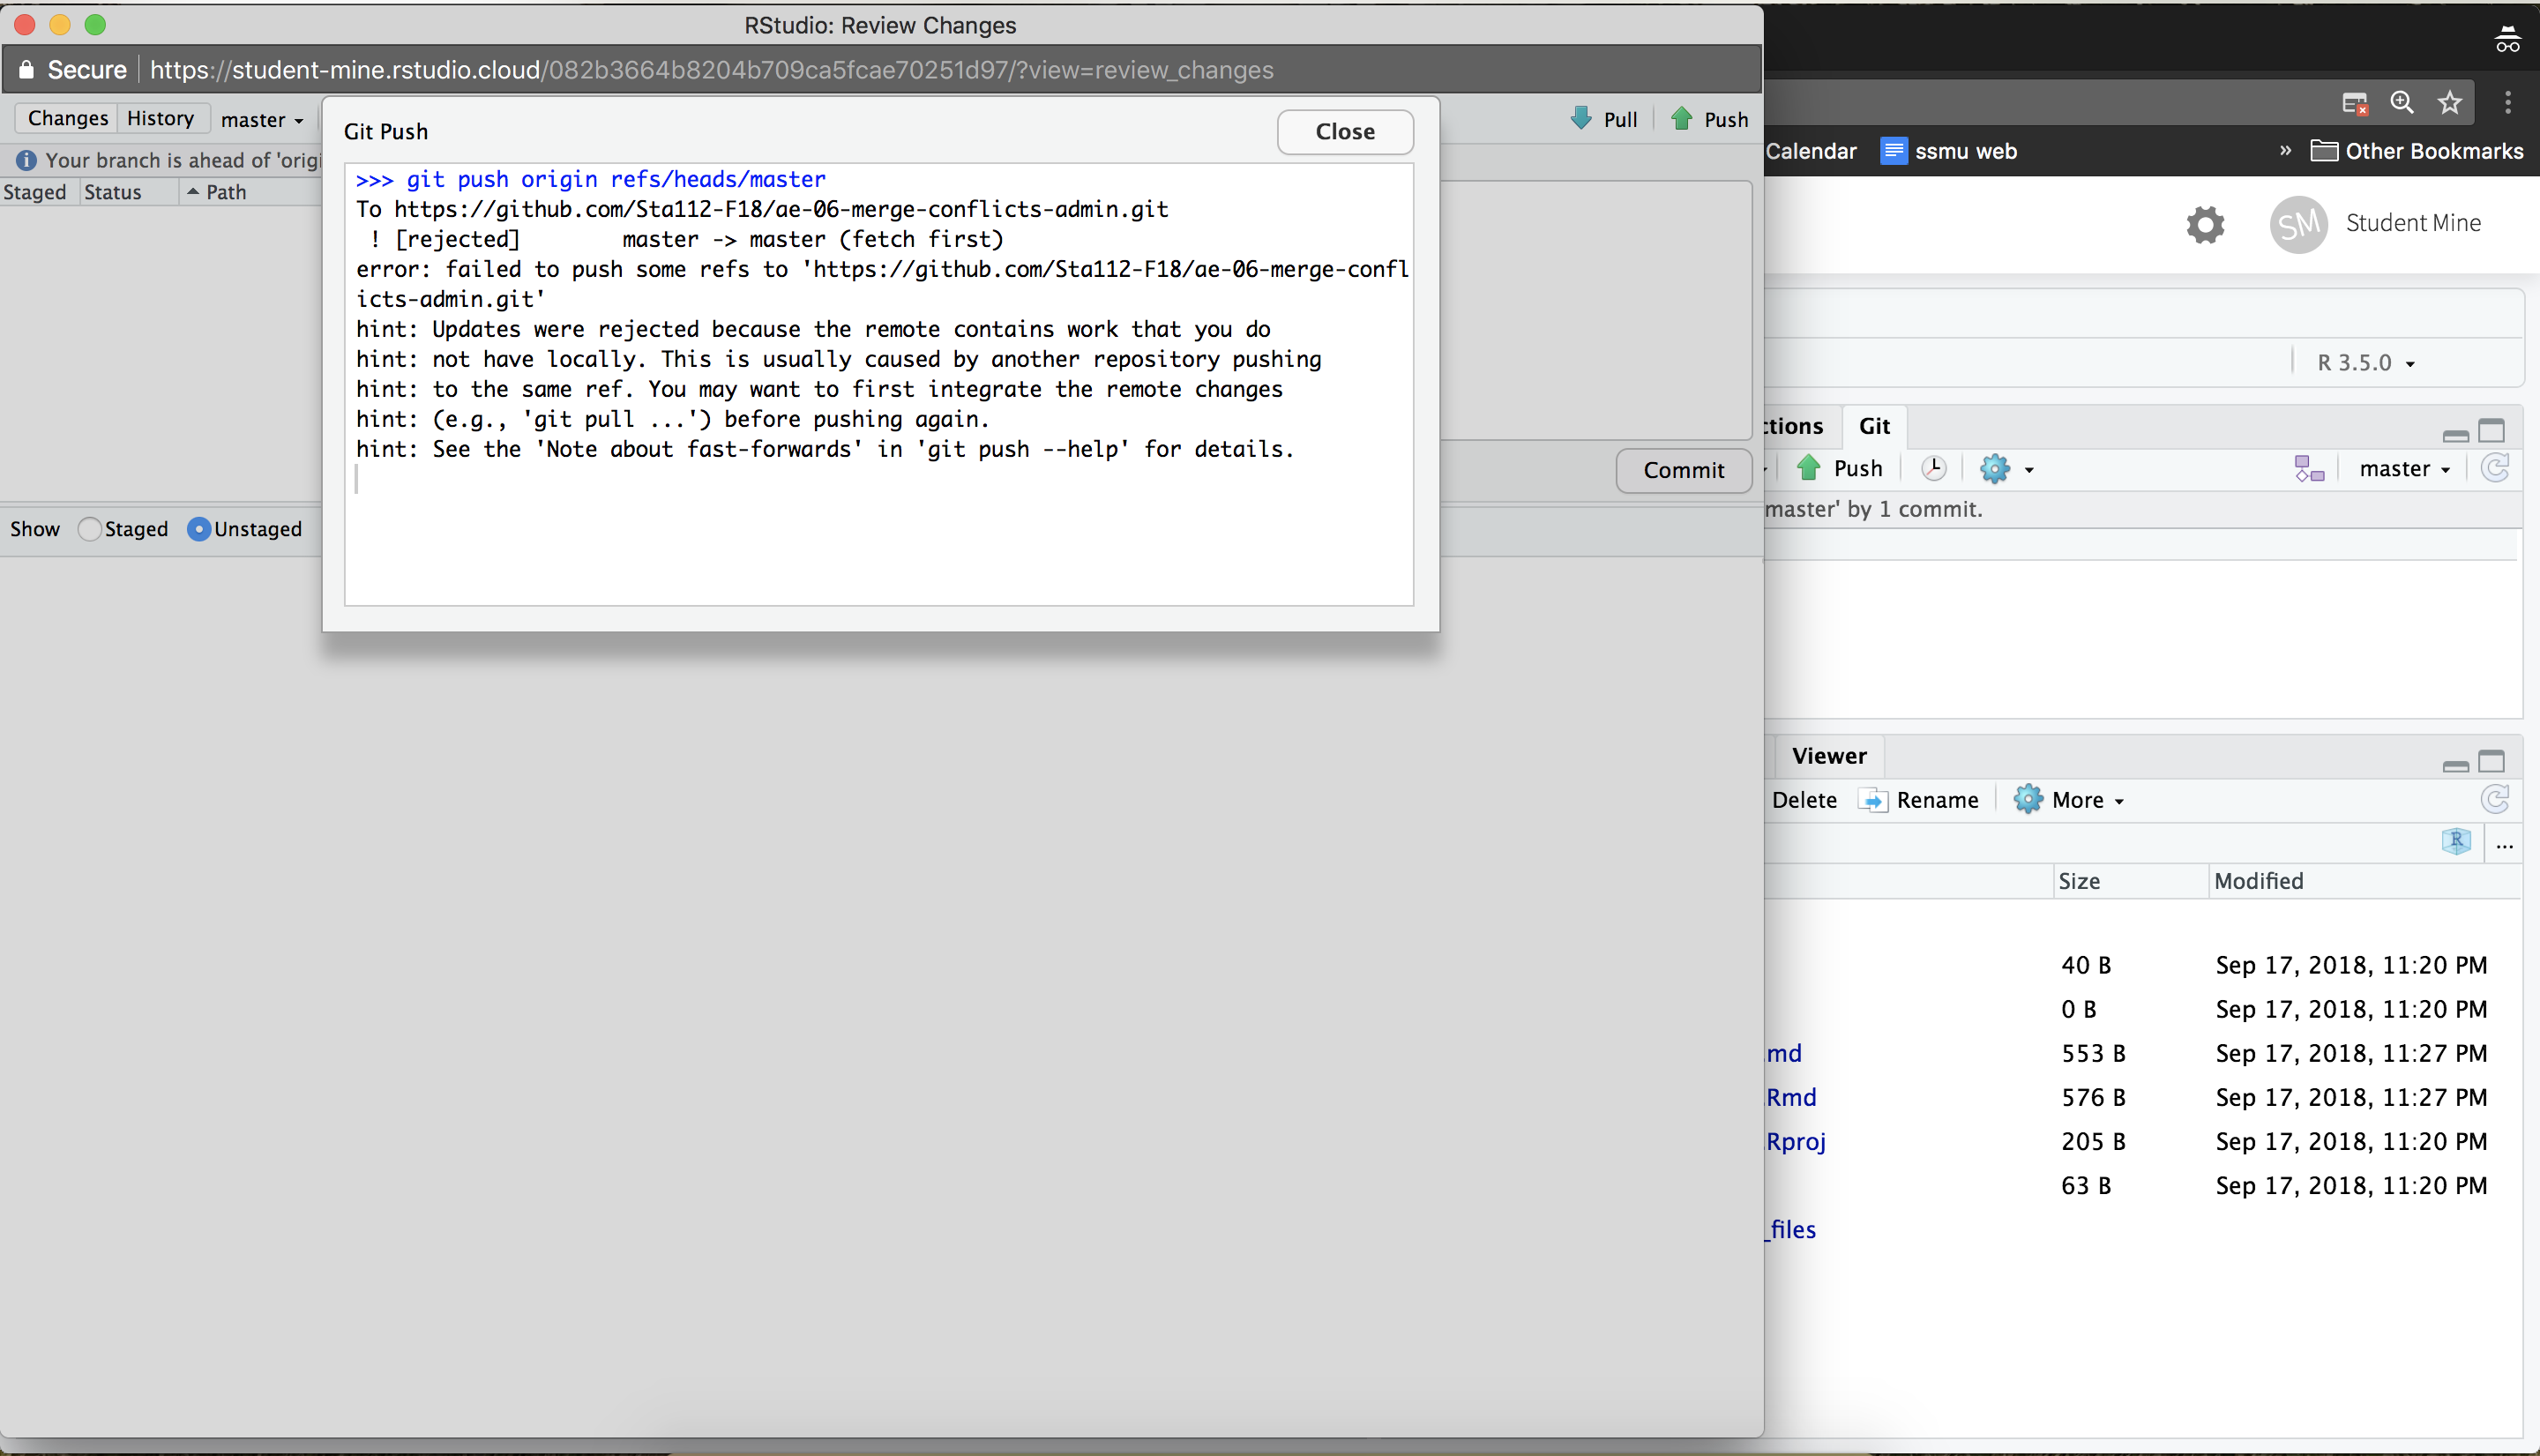 RStudio: Review Changes
Secure https://student-mine.rstudio.cloud/082b3664b8204b709ca5fcae70251d97/?view=review_changes
Changes History master
Pull Push
Your branch is ahead of 'origi
Staged Status Path
Git Push
Close
>>> git push origin refs/heads/master
To https://github.com/Sta112-F18/ae-06-merge-conflicts-admin.git
! [rejected] master -> master (fetch first)
error: failed to push some refs to 'https://github.com/Sta112-F18/ae-06-merge-confl
icts-admin.git'
hint: Updates were rejected because the remote contains work that you do
hint: not have locally. This is usually caused by another repository pushing
hint: to the same ref. You may want to first integrate the remote changes
hint: (e.g., 'git pull ...') before pushing again.
hint: See the 'Note about fast-forwards' in 'git push --help' for details.
Commit
Show Staged Unstaged
Calendar ssmu web » Other Bookmarks
SM Student Mine
R 3.5.0
ctions Git
Push master
master' by 1 commit.
Viewer
Delete Rename More
R ...
Size Modified
40 B Sep 17, 2018, 11:20 PM
0 B Sep 17, 2018, 11:20 PM
.md 553 B Sep 17, 2018, 11:27 PM
.Rmd 576 B Sep 17, 2018, 11:27 PM
.Rproj 205 B Sep 17, 2018, 11:20 PM
63 B Sep 17, 2018, 11:20 PM
_files